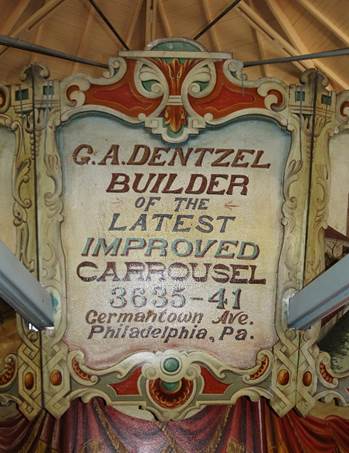 G.A.DENTZEL
BUILDER
OF THE
LATEST
IMPROVED
CARROUSEL
3635-41
Germantown Ave.
Philadelphia, Pa.